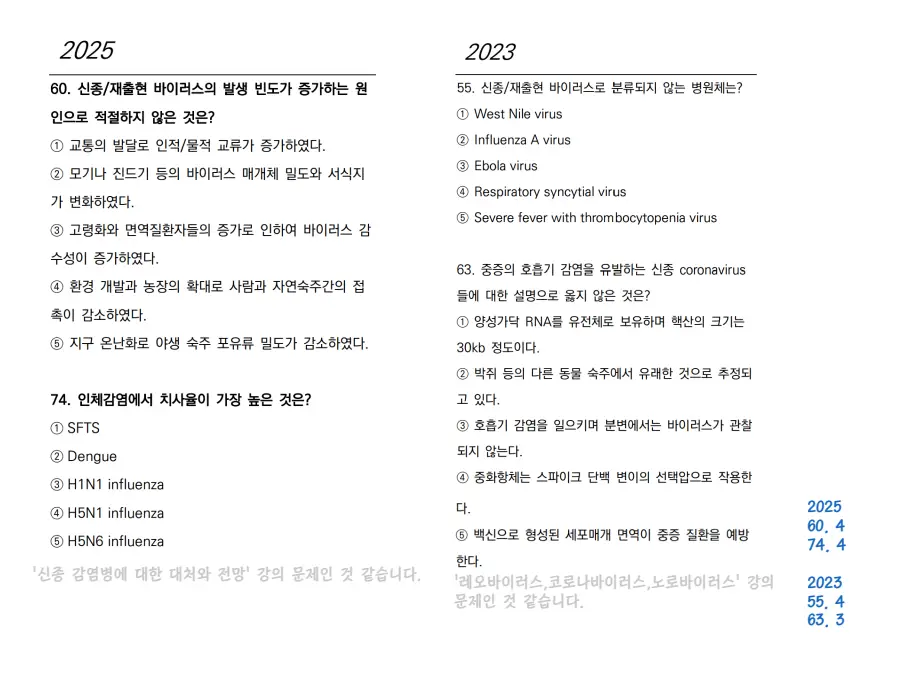 2025
60. 신종/재출현 바이러스의 발생 빈도가 증가하는 원
인으로 적절하지 않은 것은?
① 교통의 발달로 인적/물적 교류가 증가하였다.
② 모기나 진드기 등의 바이러스 매개체 밀도와 서식지
가 변화하였다.
③ 고령화와 면역질환자들의 증가로 인하여 바이러스 감
수성이 증가하였다.
④ 환경 개발과 농장의 확대로 사람과 자연숙주간의 접
촉이 감소하였다.
⑤ 지구 온난화로 야생 숙주 포유류 밀도가 감소하였다.
74. 인체감염에서 치사율이 가장 높은 것은?
① SFTS
② Dengue
③ H1N1 influenza
④ H5N1 influenza
⑤ H5N6 influenza
'신종 감염병에 대한 대처와 전망' 강의 문제인 것 같습니다.
2023
55. 신종/재출현 바이러스로 분류되지 않는 병원체는?
① West Nile virus
② Influenza A virus
③ Ebola virus
④ Respiratory syncytial virus
⑤ Severe fever with thrombocytopenia virus
63. 중증의 호흡기 감염을 유발하는 신종 coronavirus
들에 대한 설명으로 옳지 않은 것은?
① 양성가닥 RNA를 유전체로 보유하며 핵산의 크기는
30kb 정도이다.
② 박쥐 등의 다른 동물 숙주에서 유래한 것으로 추정되
고 있다.
③ 호흡기 감염을 일으키며 분변에서는 바이러스가 관찰
되지 않는다.
④ 중화항체는 스파이크 단백 변이의 선택압으로 작용한
다.
⑤ 백신으로 형성된 세포매개 면역이 중증 질환을 예방
한다.
'레오바이러스,코로나바이러스,노로바이러스' 강의
문제인 것 같습니다.
2025
60. 4
74. 4
2023
55. 4
63. 3